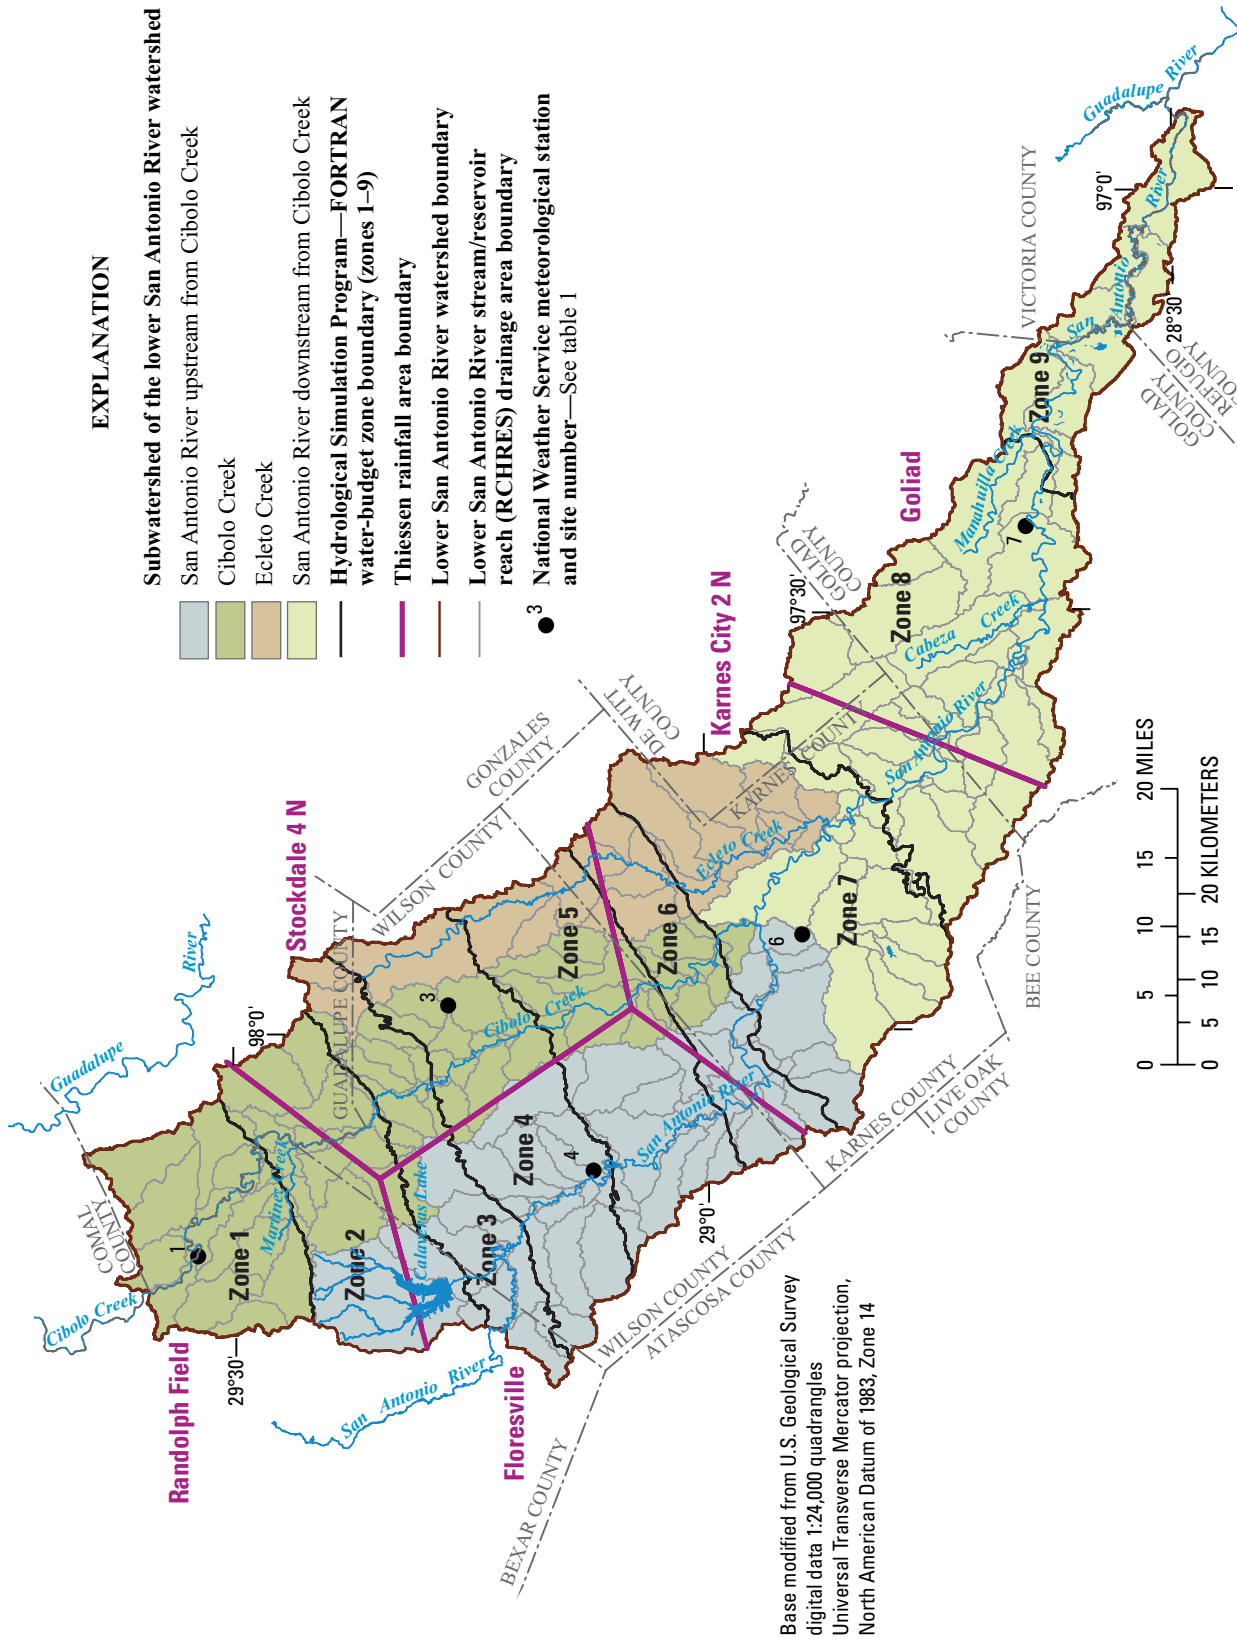 EXPLANATION
Subwatershed of the lower San Antonio River watershed
San Antonio River upstream from Cibolo Creek
Cibolo Creek
Ecleto Creek
San Antonio River downstream from Cibolo Creek
Hydrological Simulation Program—FORTRAN
water-budget zone boundary (zones 1–9)
Thiessen rainfall area boundary
Lower San Antonio River watershed boundary
Lower San Antonio River stream/reservoir
reach (RCHRES) drainage area boundary
3
National Weather Service meteorological station
and site number—See table 1
Randolph Field
Stockdale 4 N
Floresville
Karnes City 2 N
Goliad
Zone 1
Zone 2
Zone 3
Zone 4
Zone 5
Zone 6
Zone 7
Zone 8
Zone 9
1
3
4
6
7
Cibolo Creek
Martinez Creek
Guadalupe River
Calaveras Lake
San Antonio River
Cibolo Creek
San Antonio River
Ecleto Creek
San Antonio River
Cabeza Creek
Manahuilla Creek
San Antonio River
Guadalupe River
COMAL
COUNTY
GUADALUPE COUNTY
WILSON COUNTY
GONZALES
COUNTY
DE WITT
COUNTY
KARNES COUNTY
GOLIAD
COUNTY
VICTORIA COUNTY
GOLIAD
COUNTY
REFUGIO
COUNTY
BEE COUNTY
KARNES COUNTY
LIVE OAK
COUNTY
WILSON COUNTY
ATASCOSA COUNTY
BEXAR COUNTY
98°0'
97°30'
97°0'
29°30'
29°0'
28°30'
0 5 10 15 20 MILES
0 5 10 15 20 KILOMETERS
Base modified from U.S. Geological Survey
digital data 1:24,000 quadrangles
Universal Transverse Mercator projection,
North American Datum of 1983, Zone 14